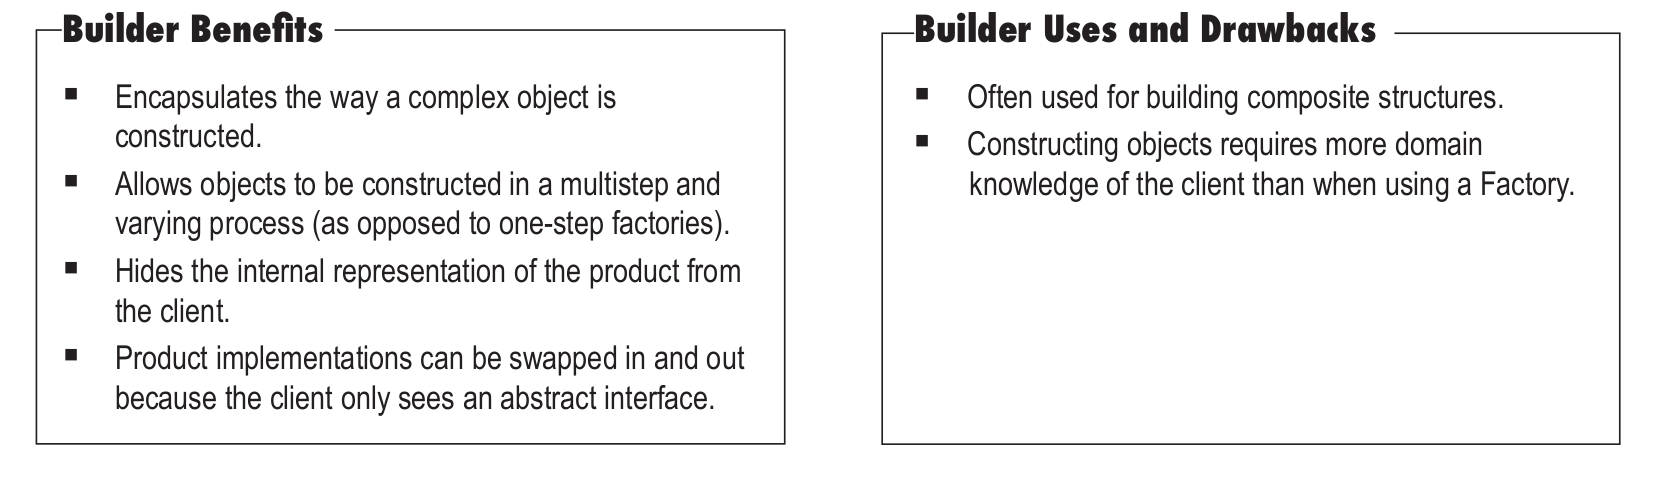 Builder Benefits
▪ Encapsulates the way a complex object is
constructed.
▪ Allows objects to be constructed in a multistep and
varying process (as opposed to one-step factories).
▪ Hides the internal representation of the product from
the client.
▪ Product implementations can be swapped in and out
because the client only sees an abstract interface.
Builder Uses and Drawbacks
▪ Often used for building composite structures.
▪ Constructing objects requires more domain
knowledge of the client than when using a Factory.